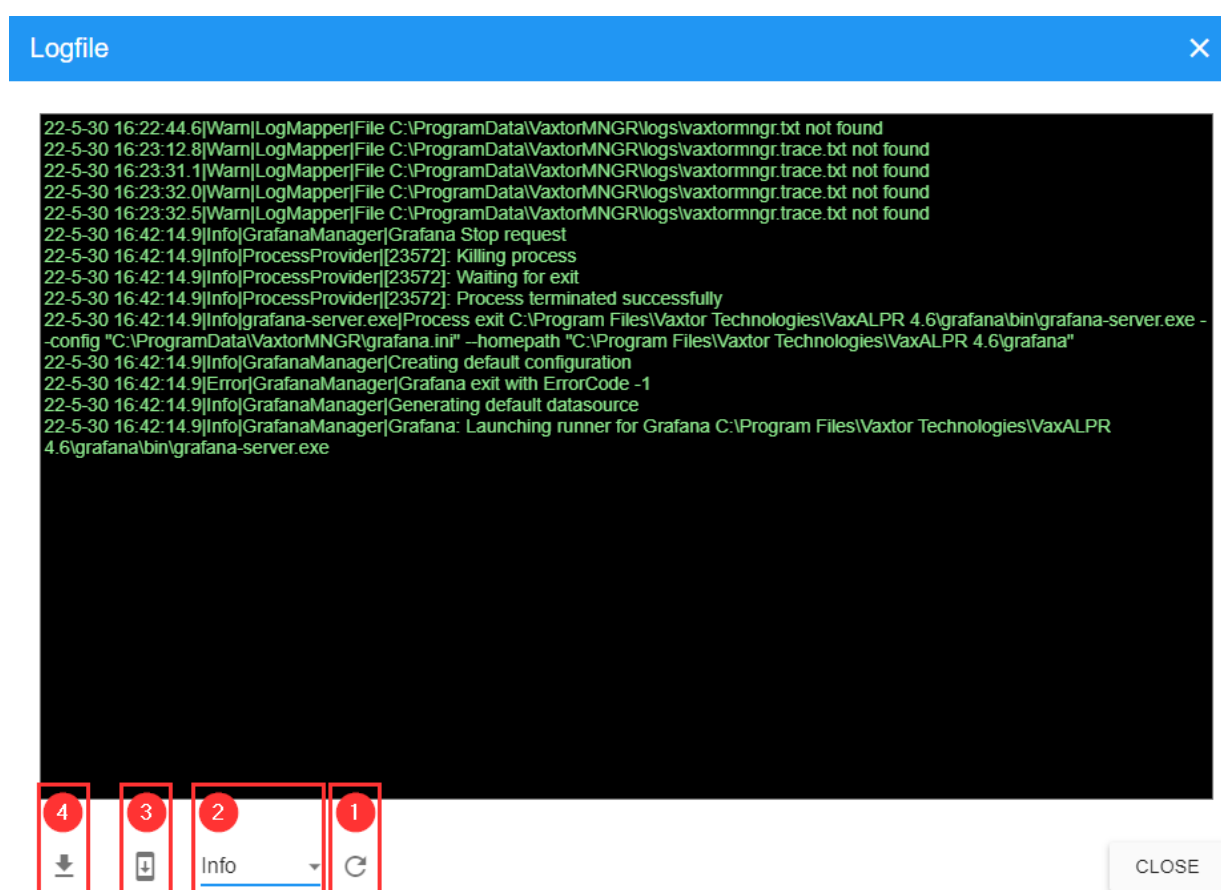 Logfile
22-5-30 16:22:44.6|Warn|LogMapper|File C:\ProgramData\VaxtorMNGR\logs\vaxtormngr.txt not found
22-5-30 16:23:12.8|Warn|LogMapper|File C:\ProgramData\VaxtorMNGR\logs\vaxtormngr.trace.txt not found
22-5-30 16:23:31.1|Warn|LogMapper|File C:\ProgramData\VaxtorMNGR\logs\vaxtormngr.trace.txt not found
22-5-30 16:23:32.0|Warn|LogMapper|File C:\ProgramData\VaxtorMNGR\logs\vaxtormngr.trace.txt not found
22-5-30 16:23:32.5|Warn|LogMapper|File C:\ProgramData\VaxtorMNGR\logs\vaxtormngr.trace.txt not found
22-5-30 16:42:14.9|Info|GrafanaManager|Grafana Stop request
22-5-30 16:42:14.9|Info|ProcessProvider|[23572]: Killing process
22-5-30 16:42:14.9|Info|ProcessProvider|[23572]: Waiting for exit
22-5-30 16:42:14.9|Info|ProcessProvider|[23572]: Process terminated successfully
22-5-30 16:42:14.9|Info|grafana-server.exe|Process exit C:\Program Files\Vaxtor Technologies\VaxALPR 4.6\grafana\bin\grafana-server.exe -
-config "C:\ProgramData\VaxtorMNGR\grafana.ini" --homepath "C:\Program Files\Vaxtor Technologies\VaxALPR 4.6\grafana"
22-5-30 16:42:14.9|Info|GrafanaManager|Creating default configuration
22-5-30 16:42:14.9|Error|GrafanaManager|Grafana exit with ErrorCode -1
22-5-30 16:42:14.9|Info|GrafanaManager|Generating default datasource
22-5-30 16:42:14.9|Info|GrafanaManager|Grafana: Launching runner for Grafana C:\Program Files\Vaxtor Technologies\VaxALPR
4.6\grafana\bin\grafana-server.exe
4 3 2 1
Info
CLOSE